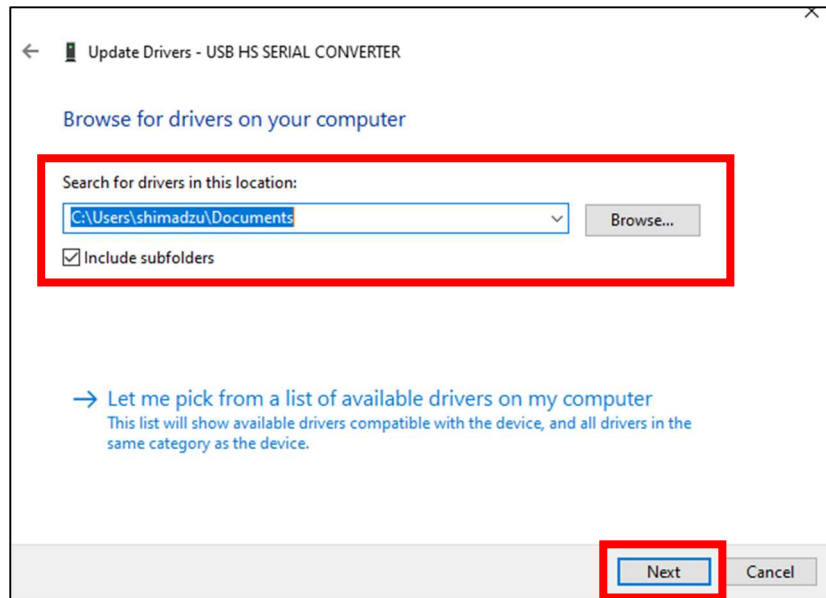 Update Drivers - USB HS SERIAL CONVERTER
Browse for drivers on your computer
Search for drivers in this location:
C:\Users\shimadzu\Documents
Browse...
Include subfolders
Let me pick from a list of available drivers on my computer
This list will show available drivers compatible with the device, and all drivers in the
same category as the device.
Next
Cancel